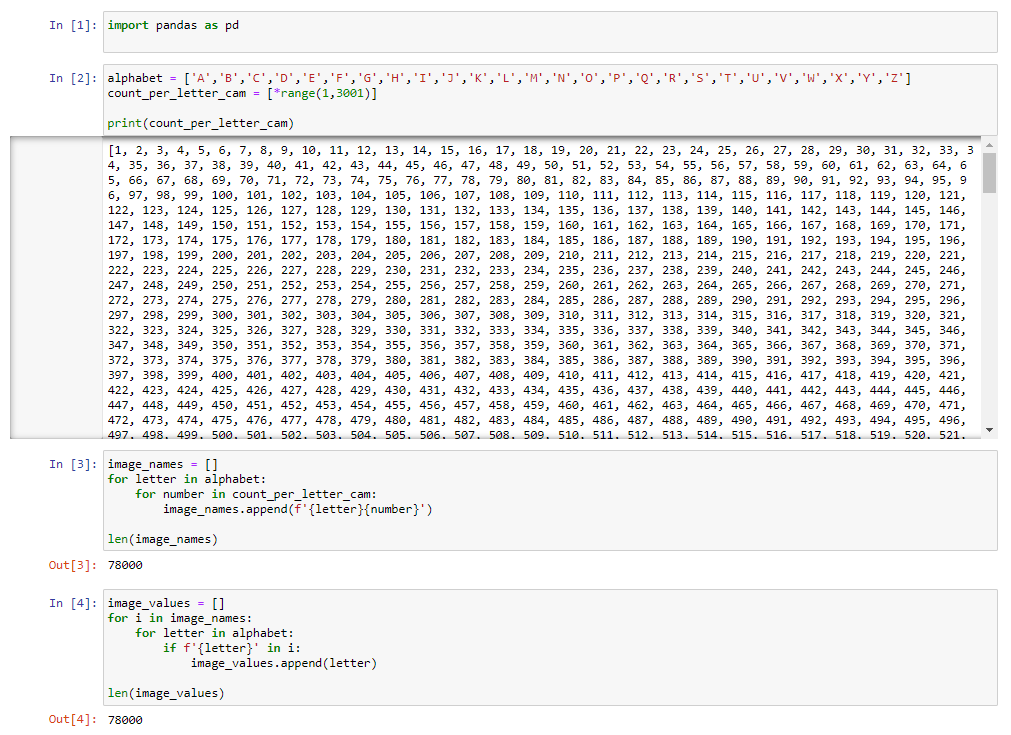 In [1]: import pandas as pd
In [2]: alphabet = ['A','B','C','D','E','F','G','H','I','J','K','L','M','N','O','P','Q','R','S','T','U','V','W','X','Y','Z']
count_per_letter_cam = [*range(1,3001)]
print(count_per_letter_cam)
[1, 2, 3, 4, 5, 6, 7, 8, 9, 10, 11, 12, 13, 14, 15, 16, 17, 18, 19, 20, 21, 22, 23, 24, 25, 26, 27, 28, 29, 30, 31, 32, 33, 3
4, 35, 36, 37, 38, 39, 40, 41, 42, 43, 44, 45, 46, 47, 48, 49, 50, 51, 52, 53, 54, 55, 56, 57, 58, 59, 60, 61, 62, 63, 64, 6
5, 66, 67, 68, 69, 70, 71, 72, 73, 74, 75, 76, 77, 78, 79, 80, 81, 82, 83, 84, 85, 86, 87, 88, 89, 90, 91, 92, 93, 94, 95, 9
6, 97, 98, 99, 100, 101, 102, 103, 104, 105, 106, 107, 108, 109, 110, 111, 112, 113, 114, 115, 116, 117, 118, 119, 120, 121,
122, 123, 124, 125, 126, 127, 128, 129, 130, 131, 132, 133, 134, 135, 136, 137, 138, 139, 140, 141, 142, 143, 144, 145, 146,
147, 148, 149, 150, 151, 152, 153, 154, 155, 156, 157, 158, 159, 160, 161, 162, 163, 164, 165, 166, 167, 168, 169, 170, 171,
172, 173, 174, 175, 176, 177, 178, 179, 180, 181, 182, 183, 184, 185, 186, 187, 188, 189, 190, 191, 192, 193, 194, 195, 196,
197, 198, 199, 200, 201, 202, 203, 204, 205, 206, 207, 208, 209, 210, 211, 212, 213, 214, 215, 216, 217, 218, 219, 220, 221,
222, 223, 224, 225, 226, 227, 228, 229, 230, 231, 232, 233, 234, 235, 236, 237, 238, 239, 240, 241, 242, 243, 244, 245, 246,
247, 248, 249, 250, 251, 252, 253, 254, 255, 256, 257, 258, 259, 260, 261, 262, 263, 264, 265, 266, 267, 268, 269, 270, 271,
272, 273, 274, 275, 276, 277, 278, 279, 280, 281, 282, 283, 284, 285, 286, 287, 288, 289, 290, 291, 292, 293, 294, 295, 296,
297, 298, 299, 300, 301, 302, 303, 304, 305, 306, 307, 308, 309, 310, 311, 312, 313, 314, 315, 316, 317, 318, 319, 320, 321,
322, 323, 324, 325, 326, 327, 328, 329, 330, 331, 332, 333, 334, 335, 336, 337, 338, 339, 340, 341, 342, 343, 344, 345, 346,
347, 348, 349, 350, 351, 352, 353, 354, 355, 356, 357, 358, 359, 360, 361, 362, 363, 364, 365, 366, 367, 368, 369, 370, 371,
372, 373, 374, 375, 376, 377, 378, 379, 380, 381, 382, 383, 384, 385, 386, 387, 388, 389, 390, 391, 392, 393, 394, 395, 396,
397, 398, 399, 400, 401, 402, 403, 404, 405, 406, 407, 408, 409, 410, 411, 412, 413, 414, 415, 416, 417, 418, 419, 420, 421,
422, 423, 424, 425, 426, 427, 428, 429, 430, 431, 432, 433, 434, 435, 436, 437, 438, 439, 440, 441, 442, 443, 444, 445, 446,
447, 448, 449, 450, 451, 452, 453, 454, 455, 456, 457, 458, 459, 460, 461, 462, 463, 464, 465, 466, 467, 468, 469, 470, 471,
472, 473, 474, 475, 476, 477, 478, 479, 480, 481, 482, 483, 484, 485, 486, 487, 488, 489, 490, 491, 492, 493, 494, 495, 496,
497, 498, 499, 500, 501, 502, 503, 504, 505, 506, 507, 508, 509, 510, 511, 512, 513, 514, 515, 516, 517, 518, 519, 520, 521,
In [3]: image_names = []
for letter in alphabet:
    for number in count_per_letter_cam:
        image_names.append(f'{letter}{number}')
len(image_names)
Out[3]: 78000
In [4]: image_values = []
for i in image_names:
    for letter in alphabet:
        if f'{letter}' in i:
            image_values.append(letter)
len(image_values)
Out[4]: 78000